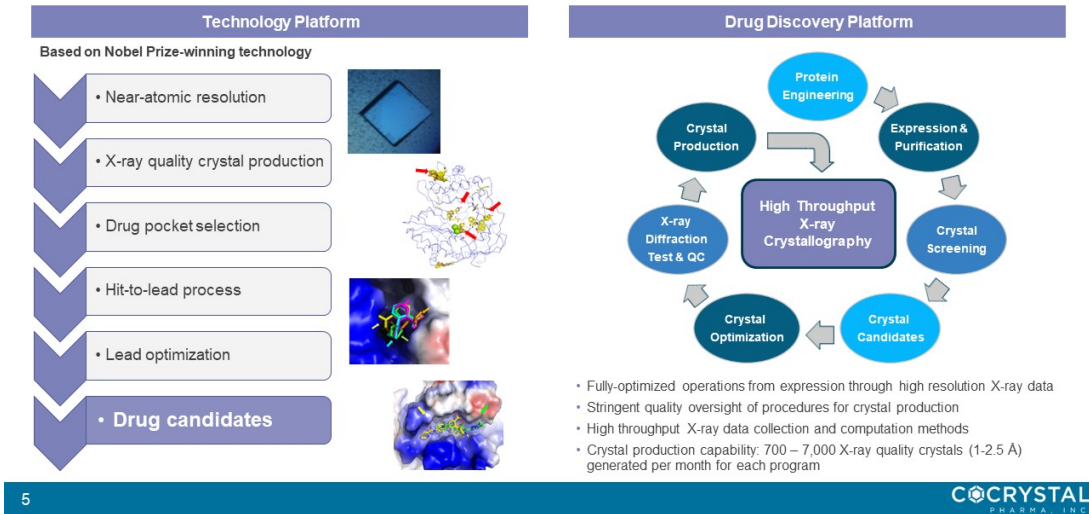 Technology Platform
Based on Nobel Prize-winning technology
• Near-atomic resolution
• X-ray quality crystal production
• Drug pocket selection
• Hit-to-lead process
• Lead optimization
• Drug candidates
Drug Discovery Platform
Protein
Engineering
Expression &
Purification
Crystal
Screening
Crystal
Candidates
Crystal
Optimization
X-ray
Diffraction
Test & QC
Crystal
Production
High Throughput
X-ray
Crystallography
• Fully-optimized operations from expression through high resolution X-ray data
• Stringent quality oversight of procedures for crystal production
• High throughput X-ray data collection and computation methods
• Crystal production capability: 700 – 7,000 X-ray quality crystals (1-2.5 Å)
generated per month for each program
5
COCRYSTAL
PHARMA, INC